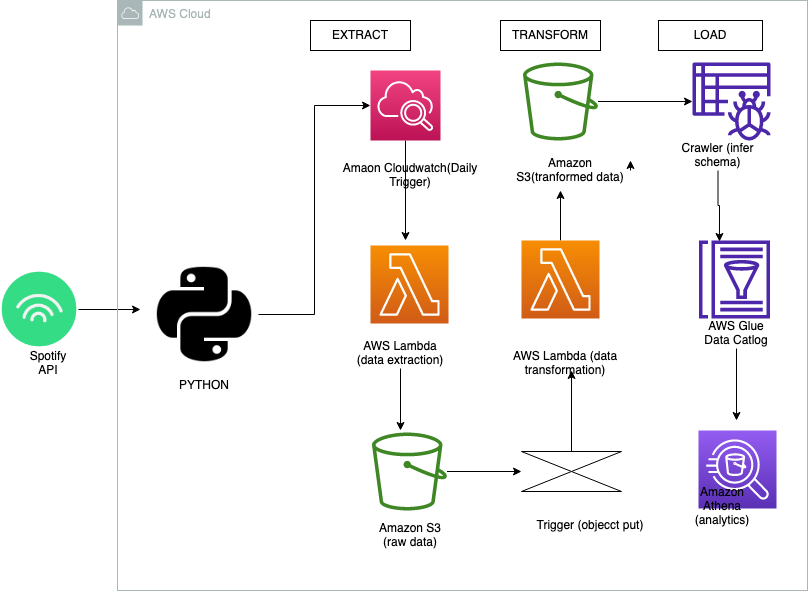 AWS Cloud
EXTRACT
TRANSFORM
LOAD
Amaon Cloudwatch(Daily
Trigger)
Amazon
S3(tranformed data)
Crawler (infer
schema)
Spotify
API
PYTHON
AWS Lambda
(data extraction)
AWS Lambda (data
transformation)
AWS Glue
Data Catlog
Amazon S3
(raw data)
Trigger (objecct put)
Amazon
Athena
(analytics)